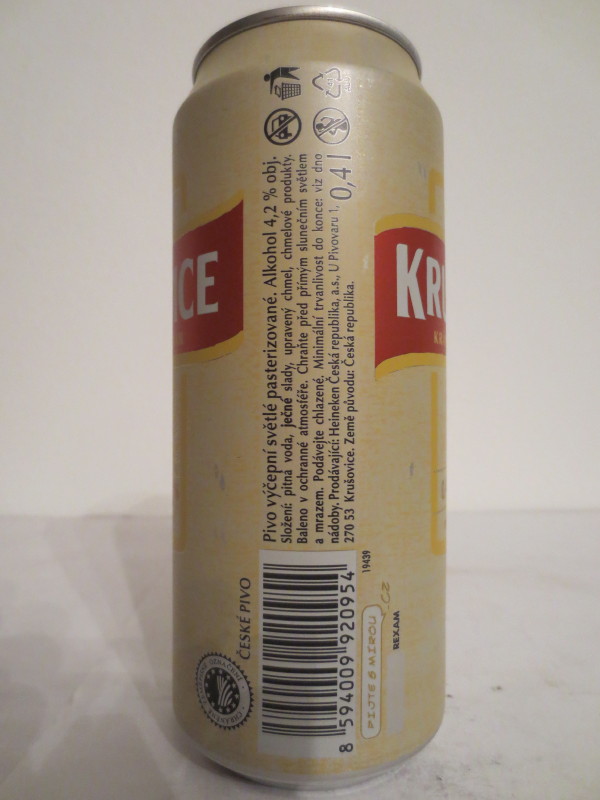 CE
KRU
Pivo výčepní světlé pasterizované. Alkohol 4,2 % obj.
Složení: pitná voda, ječné slady, upravený chmel, chmelové produkty.
Baleno v ochranné atmosféře. Chraňte před přímým slunečním světlem
a mrazem. Podávejte chlazené. Minimální trvanlivost do konce: viz dno
nádoby. Prodávající: Heineken Česká republika, a.s., U Pivovaru 1,
270 53 Krušovice. Země původu: Česká republika.
0,4 l
ČESKÉ PIVO
8 594009 920954
19439
PIJTE S MÍROU .CZ
REXAM